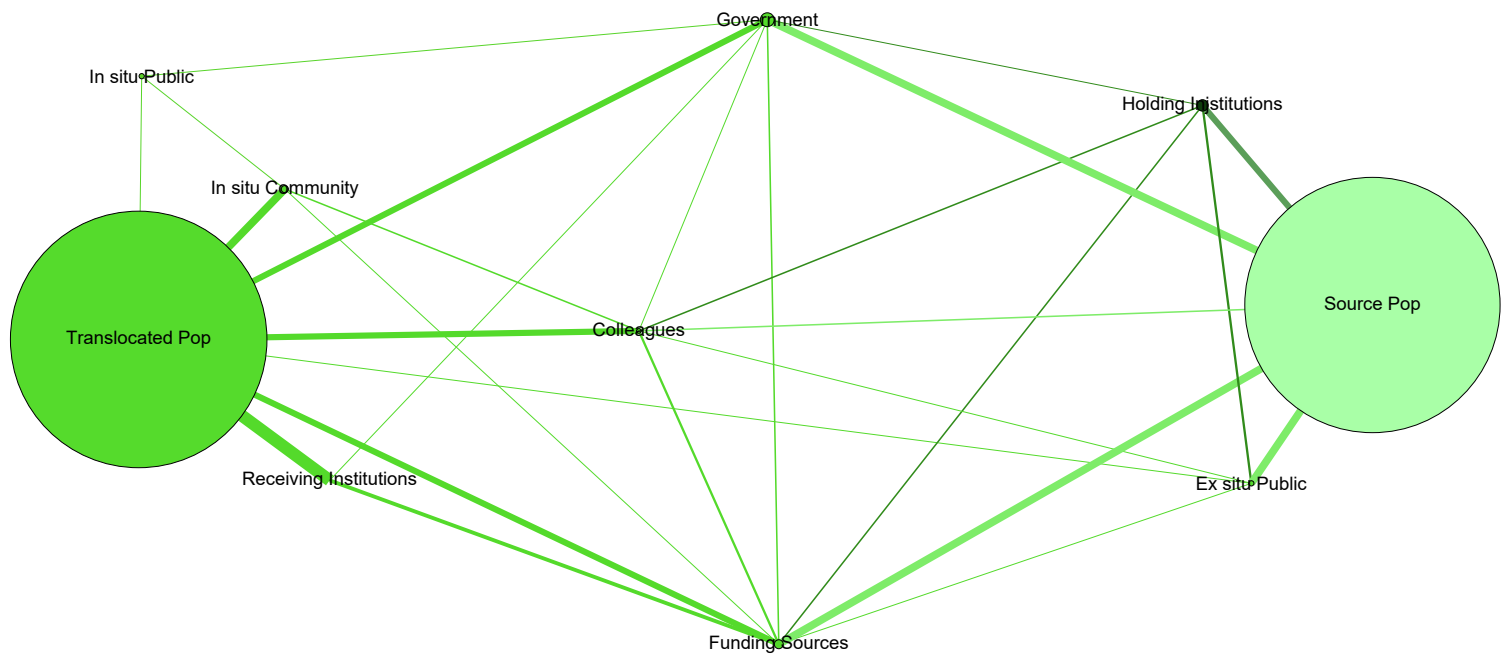 Government
In situ Public
Holding Institutions
In situ Community
Source Pop
Colleagues
Translocated Pop
Receiving Institutions
Ex situ Public
Funding Sources